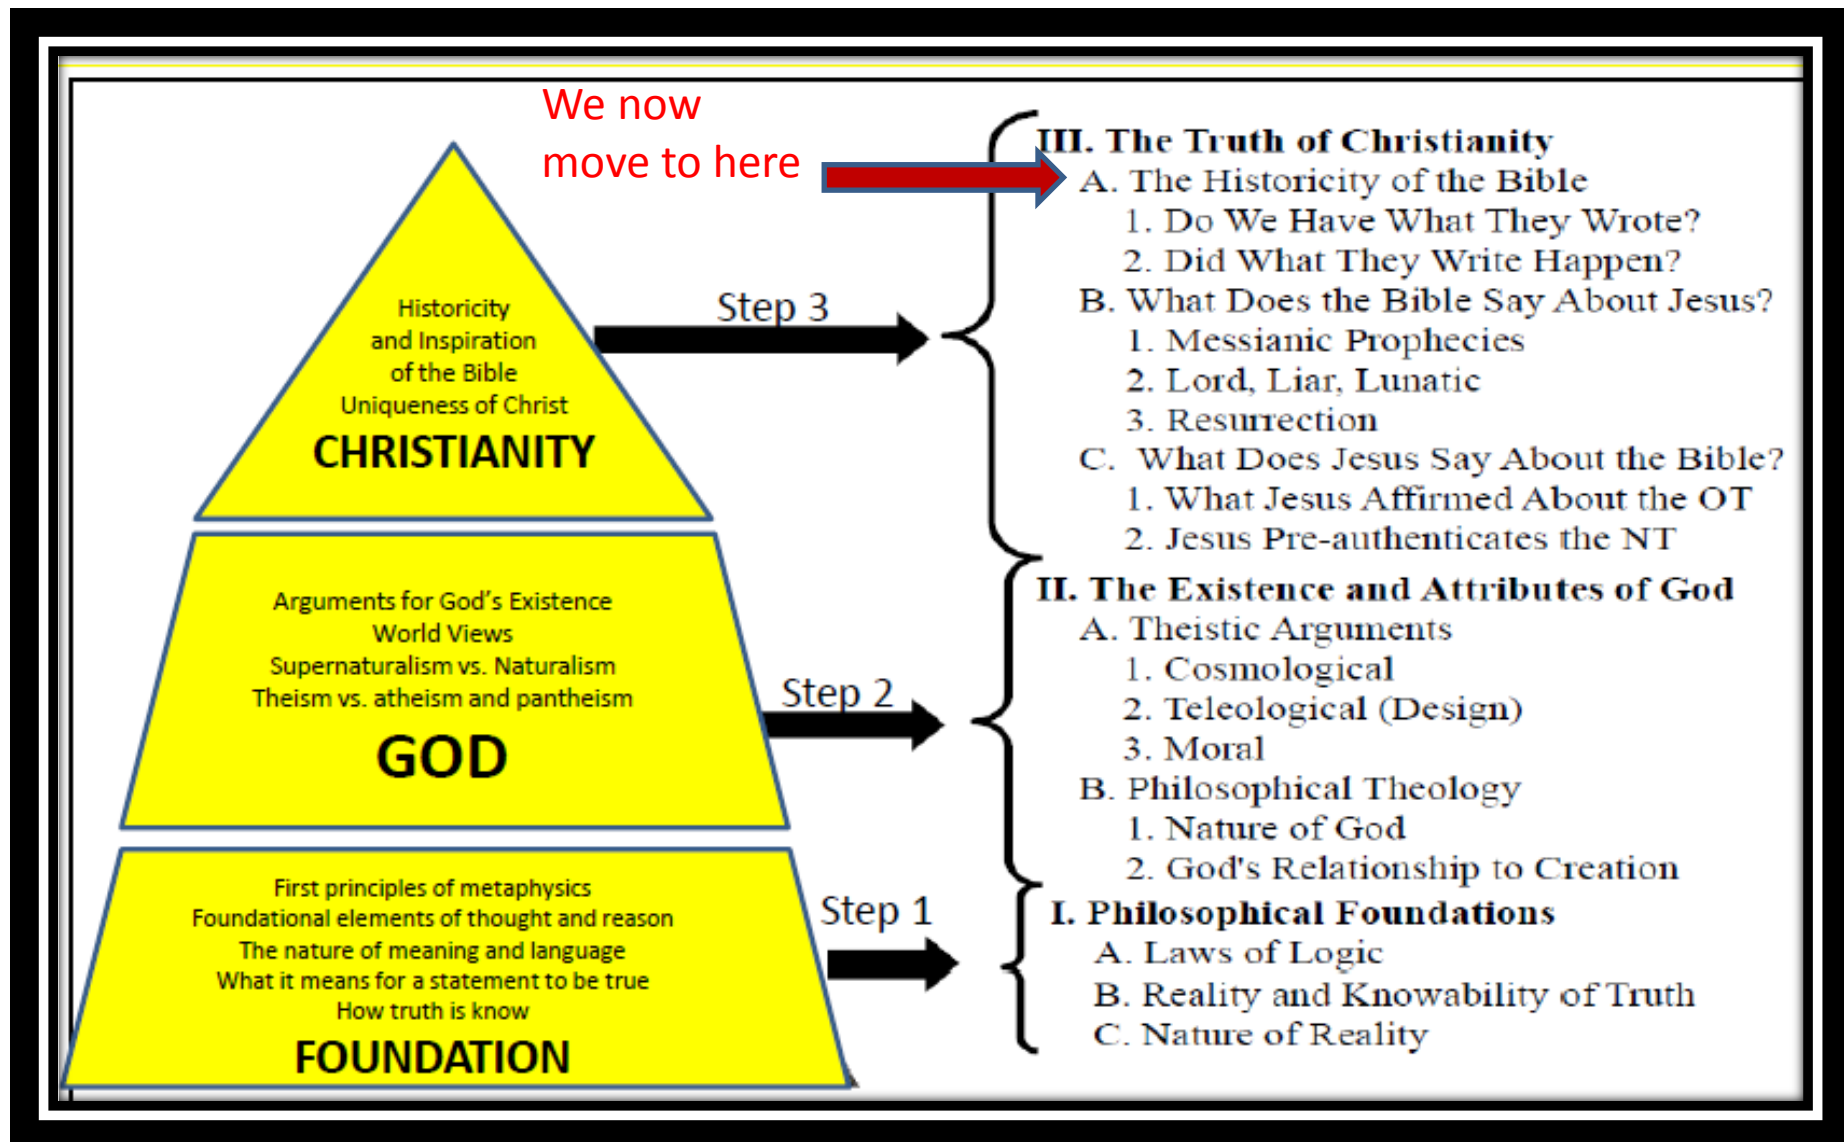 We now
move to here
Historicity
and Inspiration
of the Bible
Uniqueness of Christ
CHRISTIANITY
Step 3
Arguments for God's Existence
World Views
Supernaturalism vs. Naturalism
Theism vs. atheism and pantheism
GOD
Step 2
First principles of metaphysics
Foundational elements of thought and reason
The nature of meaning and language
What it means for a statement to be true
How truth is know
FOUNDATION
Step 1
III. The Truth of Christianity
A. The Historicity of the Bible
1. Do We Have What They Wrote?
2. Did What They Write Happen?
B. What Does the Bible Say About Jesus?
1. Messianic Prophecies
2. Lord, Liar, Lunatic
3. Resurrection
C. What Does Jesus Say About the Bible?
1. What Jesus Affirmed About the OT
2. Jesus Pre-authenticates the NT
II. The Existence and Attributes of God
A. Theistic Arguments
1. Cosmological
2. Teleological (Design)
3. Moral
B. Philosophical Theology
1. Nature of God
2. God's Relationship to Creation
I. Philosophical Foundations
A. Laws of Logic
B. Reality and Knowability of Truth
C. Nature of Reality